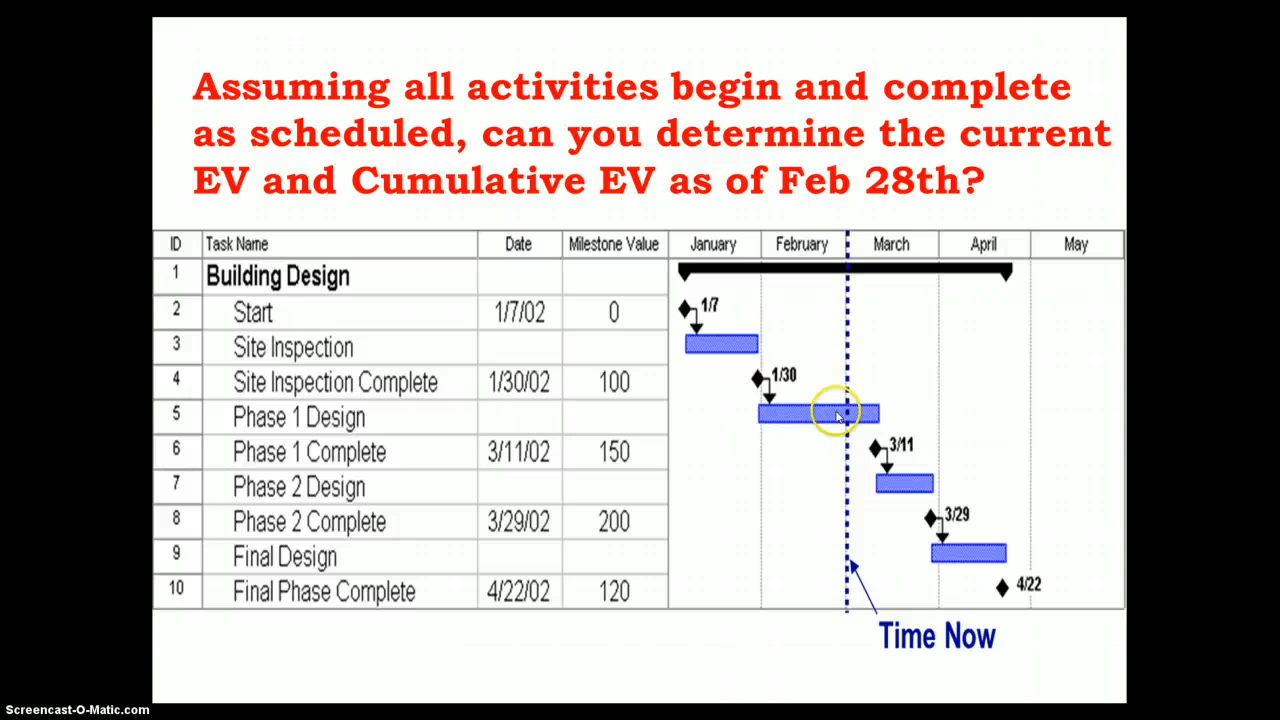 Assuming all activities begin and complete
as scheduled, can you determine the current
EV and Cumulative EV as of Feb 28th?
ID Task Name Date Milestone Value January February March April May
1 Building Design
2 Start 1/7/02 0 1/7
3 Site Inspection
4 Site Inspection Complete 1/30/02 100 1/30
5 Phase 1 Design
6 Phase 1 Complete 3/11/02 150 3/11
7 Phase 2 Design
8 Phase 2 Complete 3/29/02 200 3/29
9 Final Design
10 Final Phase Complete 4/22/02 120 4/22
Time Now
Screencast-O-Matic.com